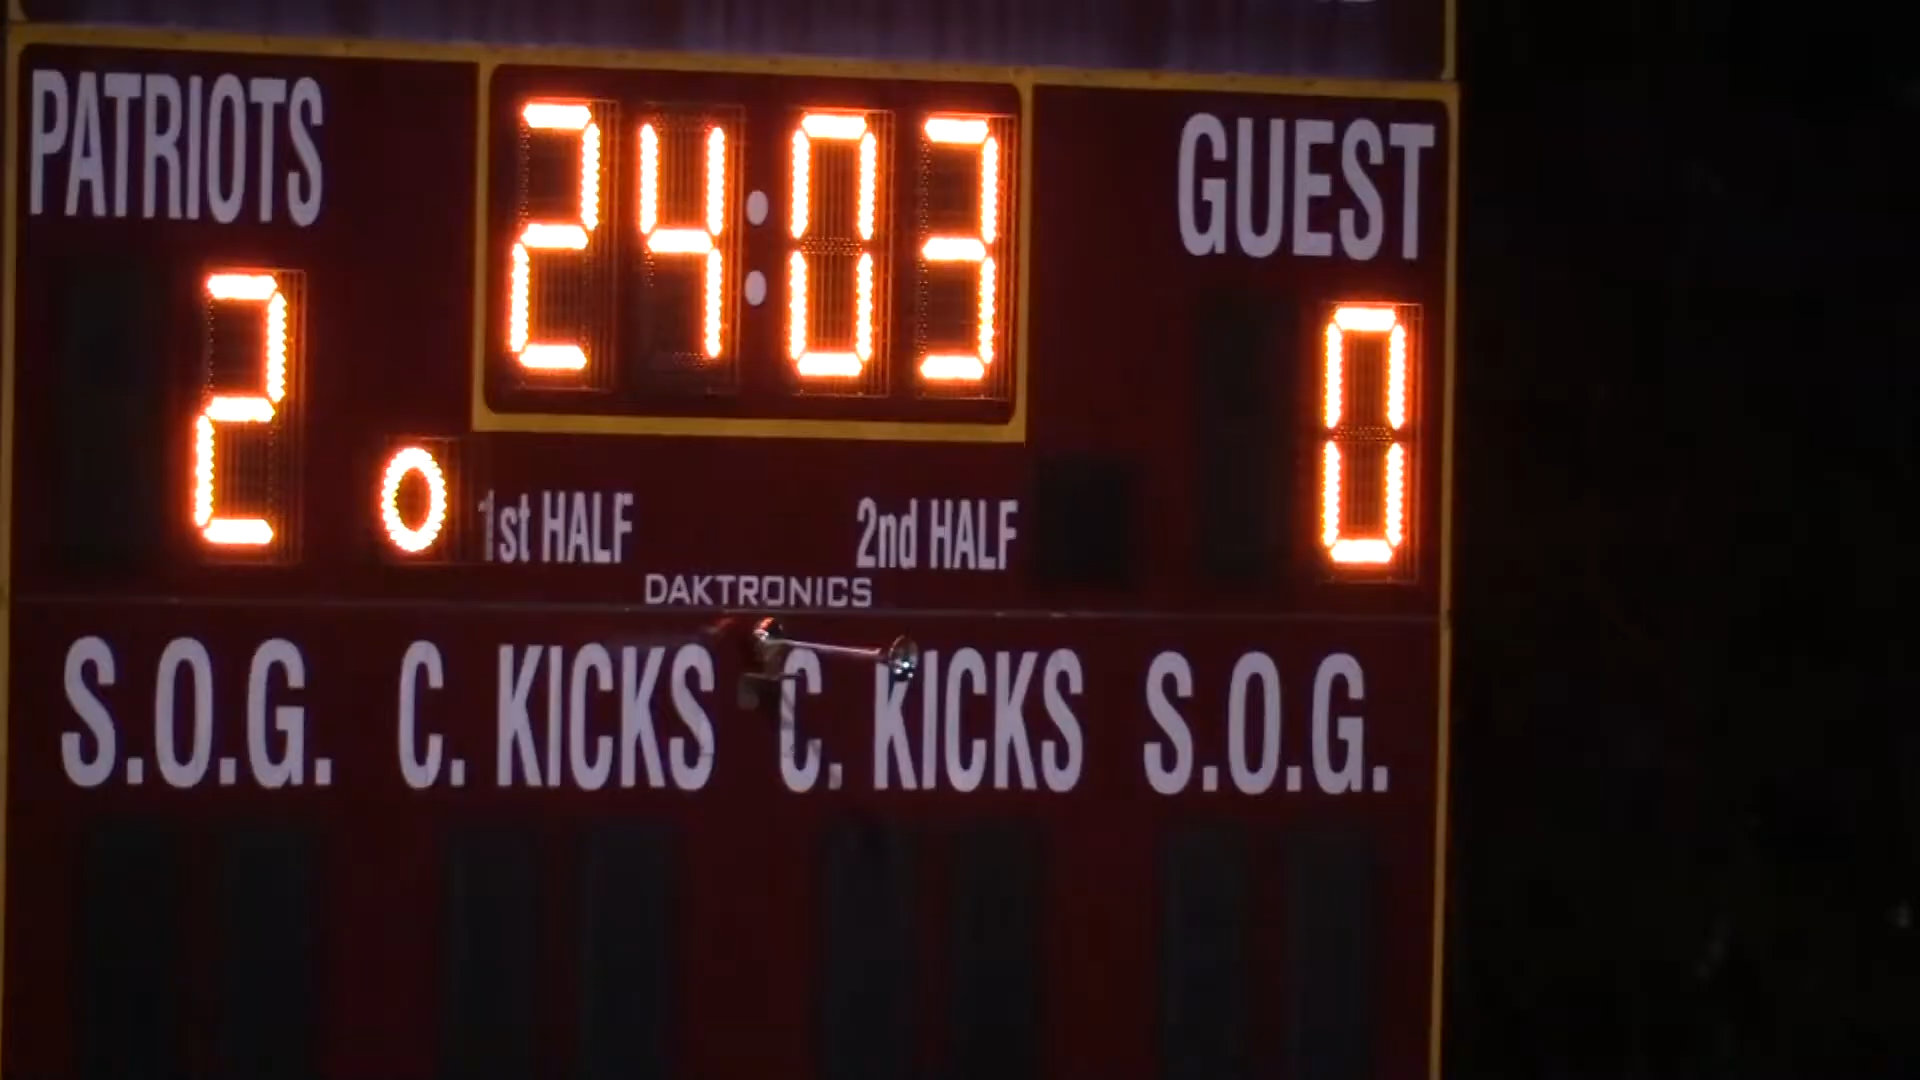 PATRIOTS 24:03 GUEST
2 0
1st HALF 2nd HALF
DAKTRONICS
S.O.G. C. KICKS C. KICKS S.O.G.